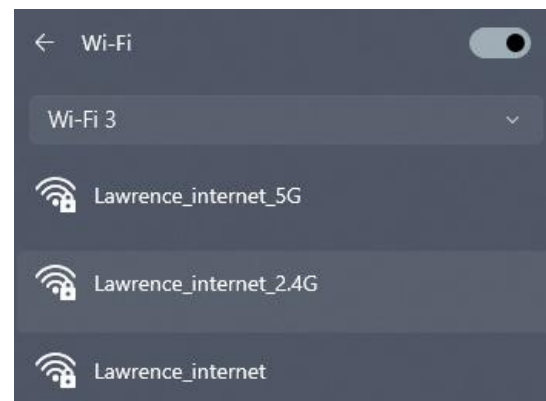 Wi-Fi
Wi-Fi 3
Lawrence_internet_5G
Lawrence_internet_2.4G
Lawrence_internet